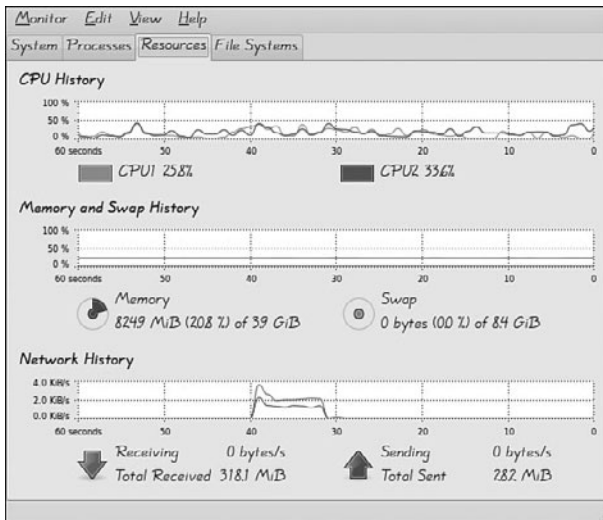 Monitor Edit View Help
System Processes Resources File Systems
CPU History
100 %
50 %
0 %
60 seconds 50 40 30 20 10 0
CPU1 25.8% CPU2 33.6%
Memory and Swap History
100 %
50 %
0 %
60 seconds 50 40 30 20 10 0
Memory Swap
824.9 MiB (20.8 %) of 3.9 GiB 0 bytes (0.0 %) of 8.4 GiB
Network History
4.0 KiB/s
2.0 KiB/s
0.0 KiB/s
60 seconds 50 40 30 20 10 0
Receiving 0 bytes/s Sending 0 bytes/s
Total Received 318.1 MiB Total Sent 28.2 MiB